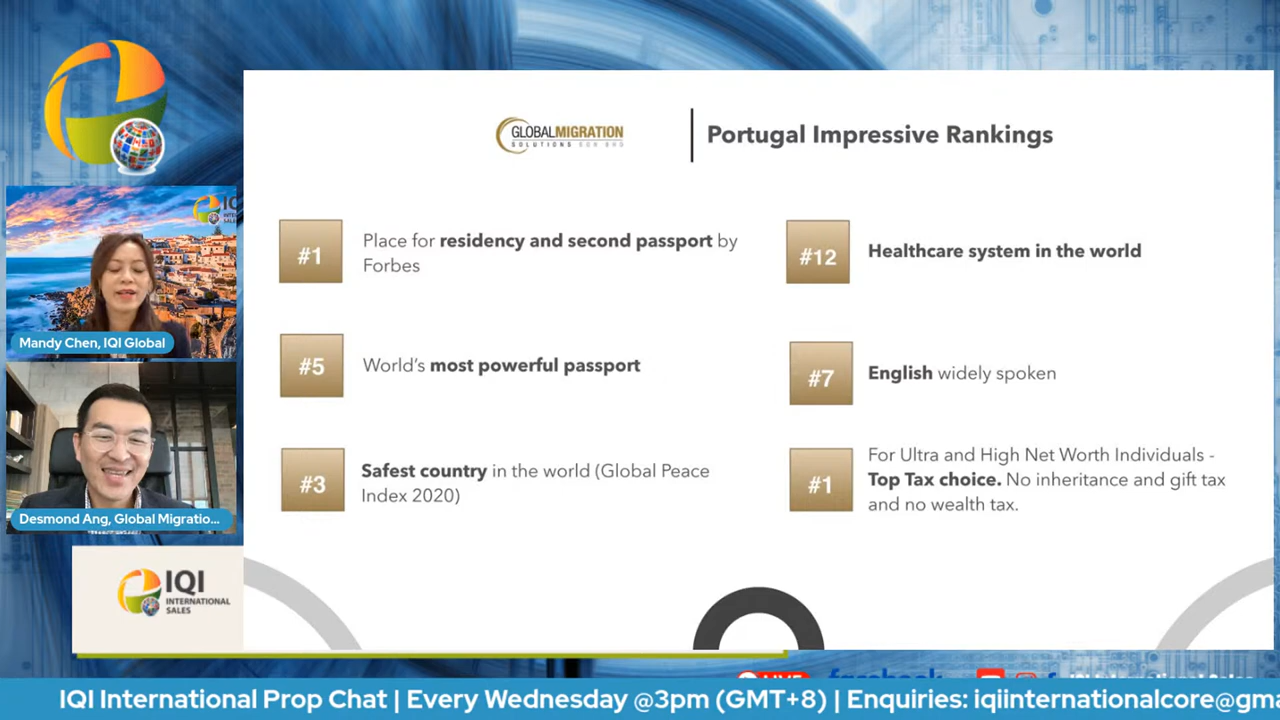 GLOBALMIGRATION
SOLUTIONS SDN BHD
Portugal Impressive Rankings
#1
Place for residency and second passport by
Forbes
#5
World's most powerful passport
#3
Safest country in the world (Global Peace
Index 2020)
#12
Healthcare system in the world
#7
English widely spoken
#1
For Ultra and High Net Worth Individuals -
Top Tax choice. No inheritance and gift tax
and no wealth tax.
Mandy Chen, IQI Global
Desmond Ang, Global Migratio...
IQI
INTERNATIONAL
SALES
IQI International Prop Chat | Every Wednesday @3pm (GMT+8) | Enquiries: iqiinternationalcore@gma